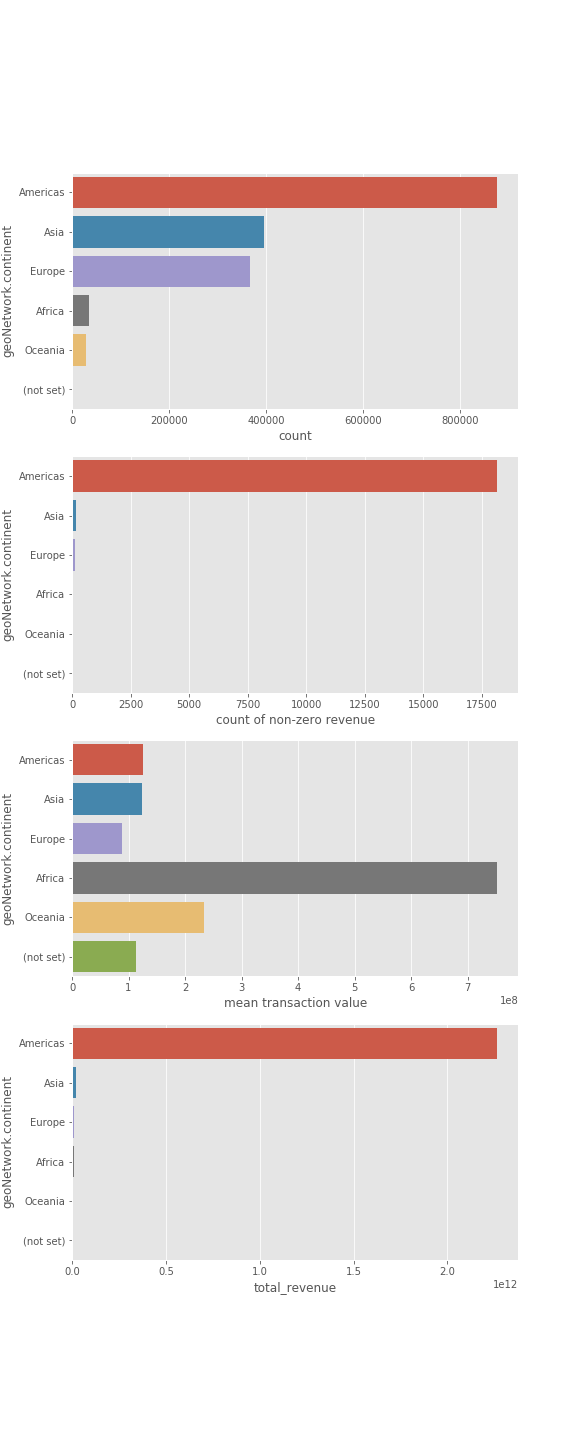 geoNetwork.continent
Americas
Asia
Europe
Africa
Oceania
(not set)
0 200000 400000 600000 800000
count
geoNetwork.continent
Americas
Asia
Europe
Africa
Oceania
(not set)
0 2500 5000 7500 10000 12500 15000 17500
count of non-zero revenue
geoNetwork.continent
Americas
Asia
Europe
Africa
Oceania
(not set)
0 1 2 3 4 5 6 7
1e8
mean transaction value
geoNetwork.continent
Americas
Asia
Europe
Africa
Oceania
(not set)
0.0 0.5 1.0 1.5 2.0
1e12
total_revenue